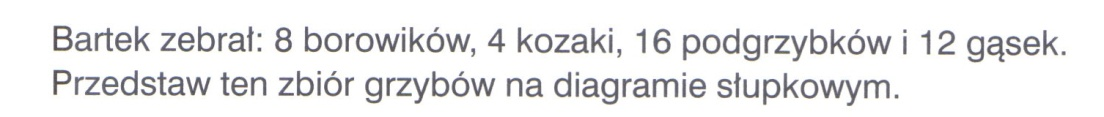 Bartek zebrał: 8 borowików, 4 kozaki, 16 podgrzybków i 12 gąsek.
Przedstaw ten zbiór grzybów na diagramie słupkowym.